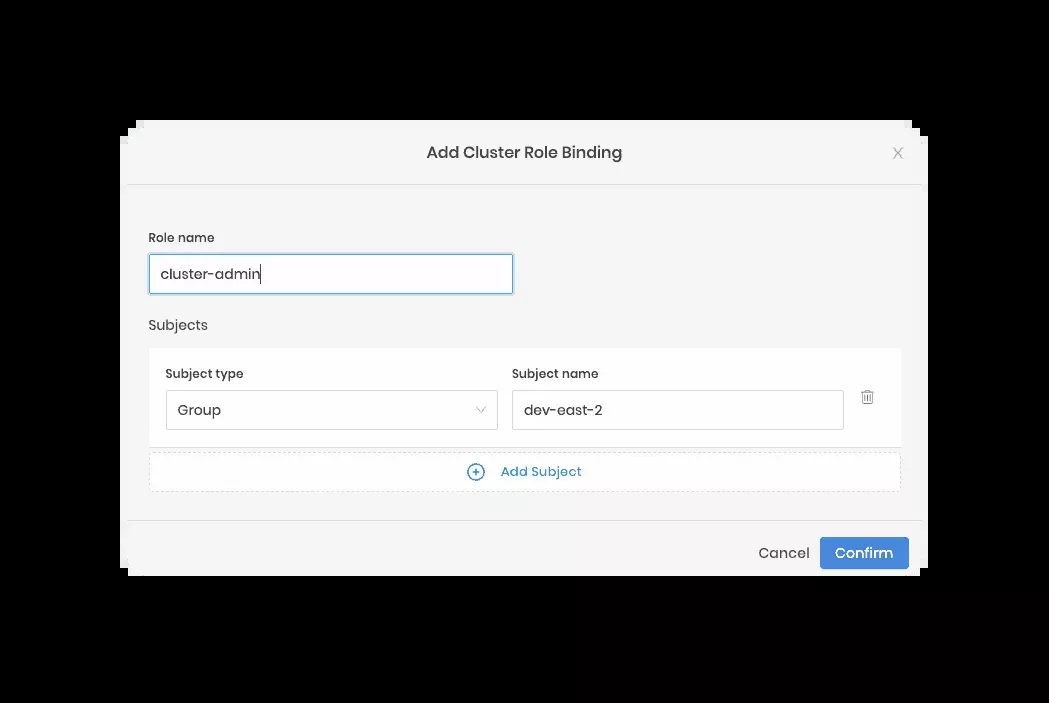 Add Cluster Role Binding
Role name
cluster-admin
Subjects
Subject type
Subject name
Group
dev-east-2
Add Subject
Cancel
Confirm